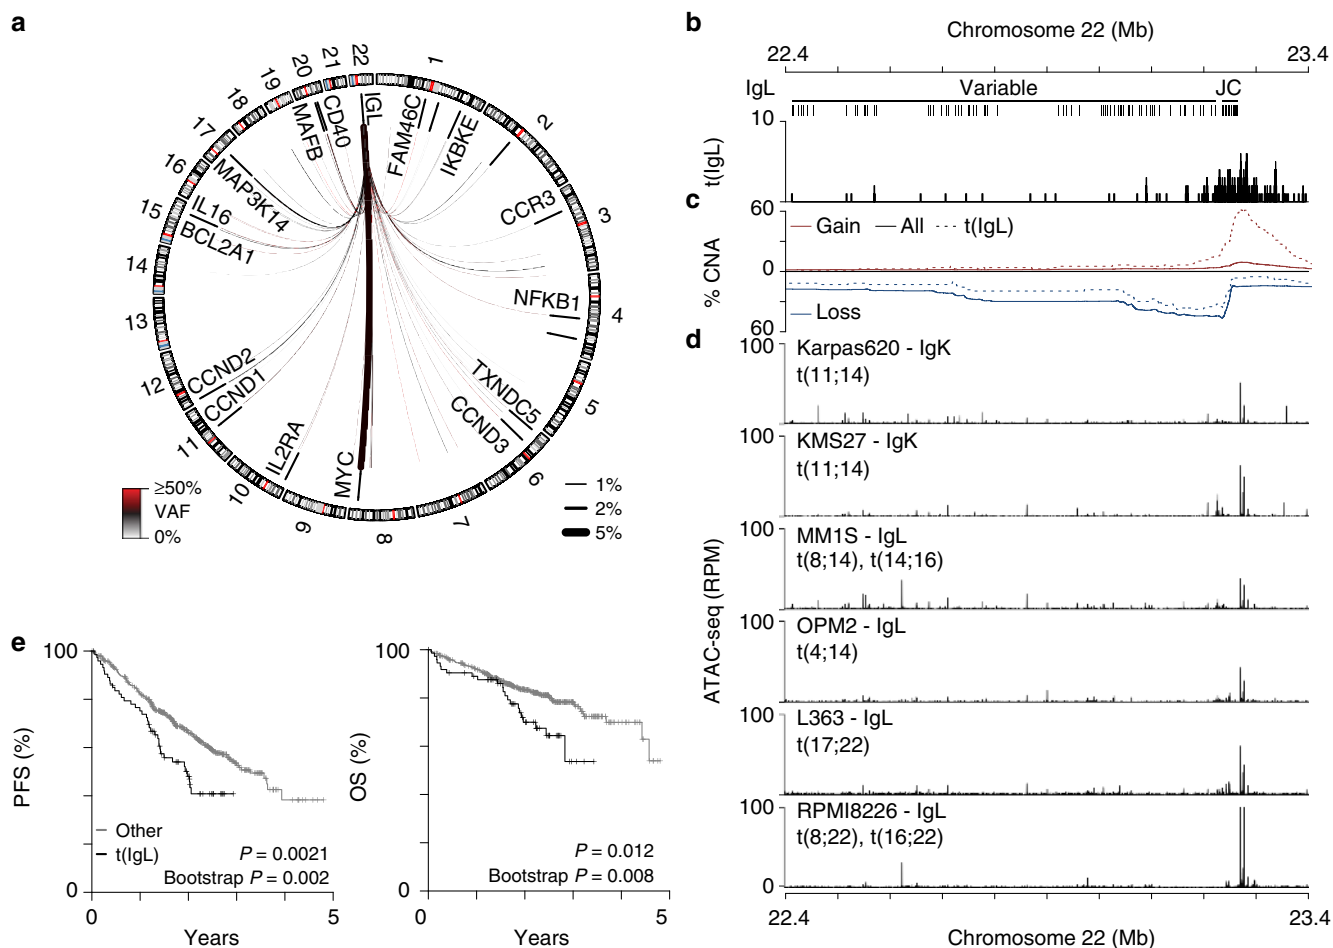 a
1
2
3
4
5
6
7
8
9
10
11
12
13
14
15
16
17
18
19
20
21
22
IGL
FAM46C
IKBKE
CCR3
NFKB1
TXNDC5
CCND3
MYC
IL2RA
CCND1
CCND2
BCL2A1
IL16
MAP3K14
MAFB
CD40
≥50%
VAF
0%
1%
2%
5%
b
Chromosome 22 (Mb)
22.4
23.4
IgL
Variable
JC
10
0
t(IgL)
c
60
0
60
% CNA
Gain
All
t(IgL)
Loss
d
ATAC-seq (RPM)
100
Karpas620 - IgK
t(11;14)
100
KMS27 - IgK
t(11;14)
100
MM1S - IgL
t(8;14), t(14;16)
100
OPM2 - IgL
t(4;14)
100
L363 - IgL
t(17;22)
100
RPMI8226 - IgL
t(8;22), t(16;22)
0
22.4
23.4
Chromosome 22 (Mb)
e
100
PFS (%)
Other
t(IgL)
P = 0.0021
Bootstrap P = 0.002
0
0
5
Years
100
OS (%)
P = 0.012
Bootstrap P = 0.008
0
0
5
Years